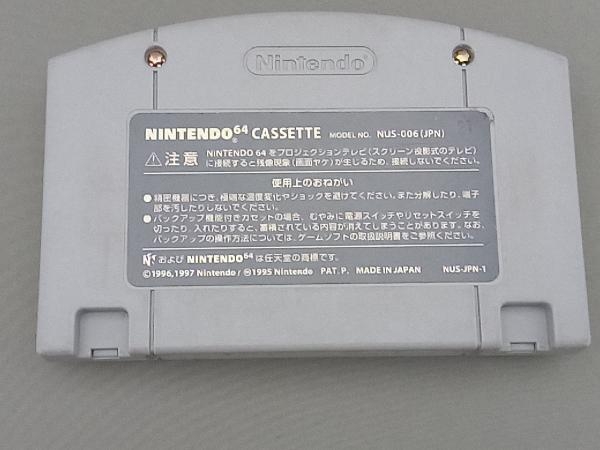 Nintendo
NINTENDO64 CASSETTE MODEL NO. NUS-006 (JPN)
⚠注意 NINTENDO 64 をプロジェクションテレビ(スクリーン投影式のテレビ)
に接続すると残像現象(画面ヤケ)が生じるため、接続しないでください。
使用上のおねがい
●精密機器につき、極端な温度変化やショックを避けてください。また分解したり、端子
部を汚したりしないでください。
●バックアップ機能付きカセットの場合、むやみに電源スイッチやリセットスイッチを
切ったり、入れたりすると、蓄積されている内容が消えてしまうことがあります。なお、
バックアップの操作方法については、ゲームソフトの取扱説明書をご参照ください。
および NINTENDO64 は任天堂の商標です。
©1996,1997 Nintendo/Ⓜ1995 Nintendo PAT. P. MADE IN JAPAN NUS-JPN-1